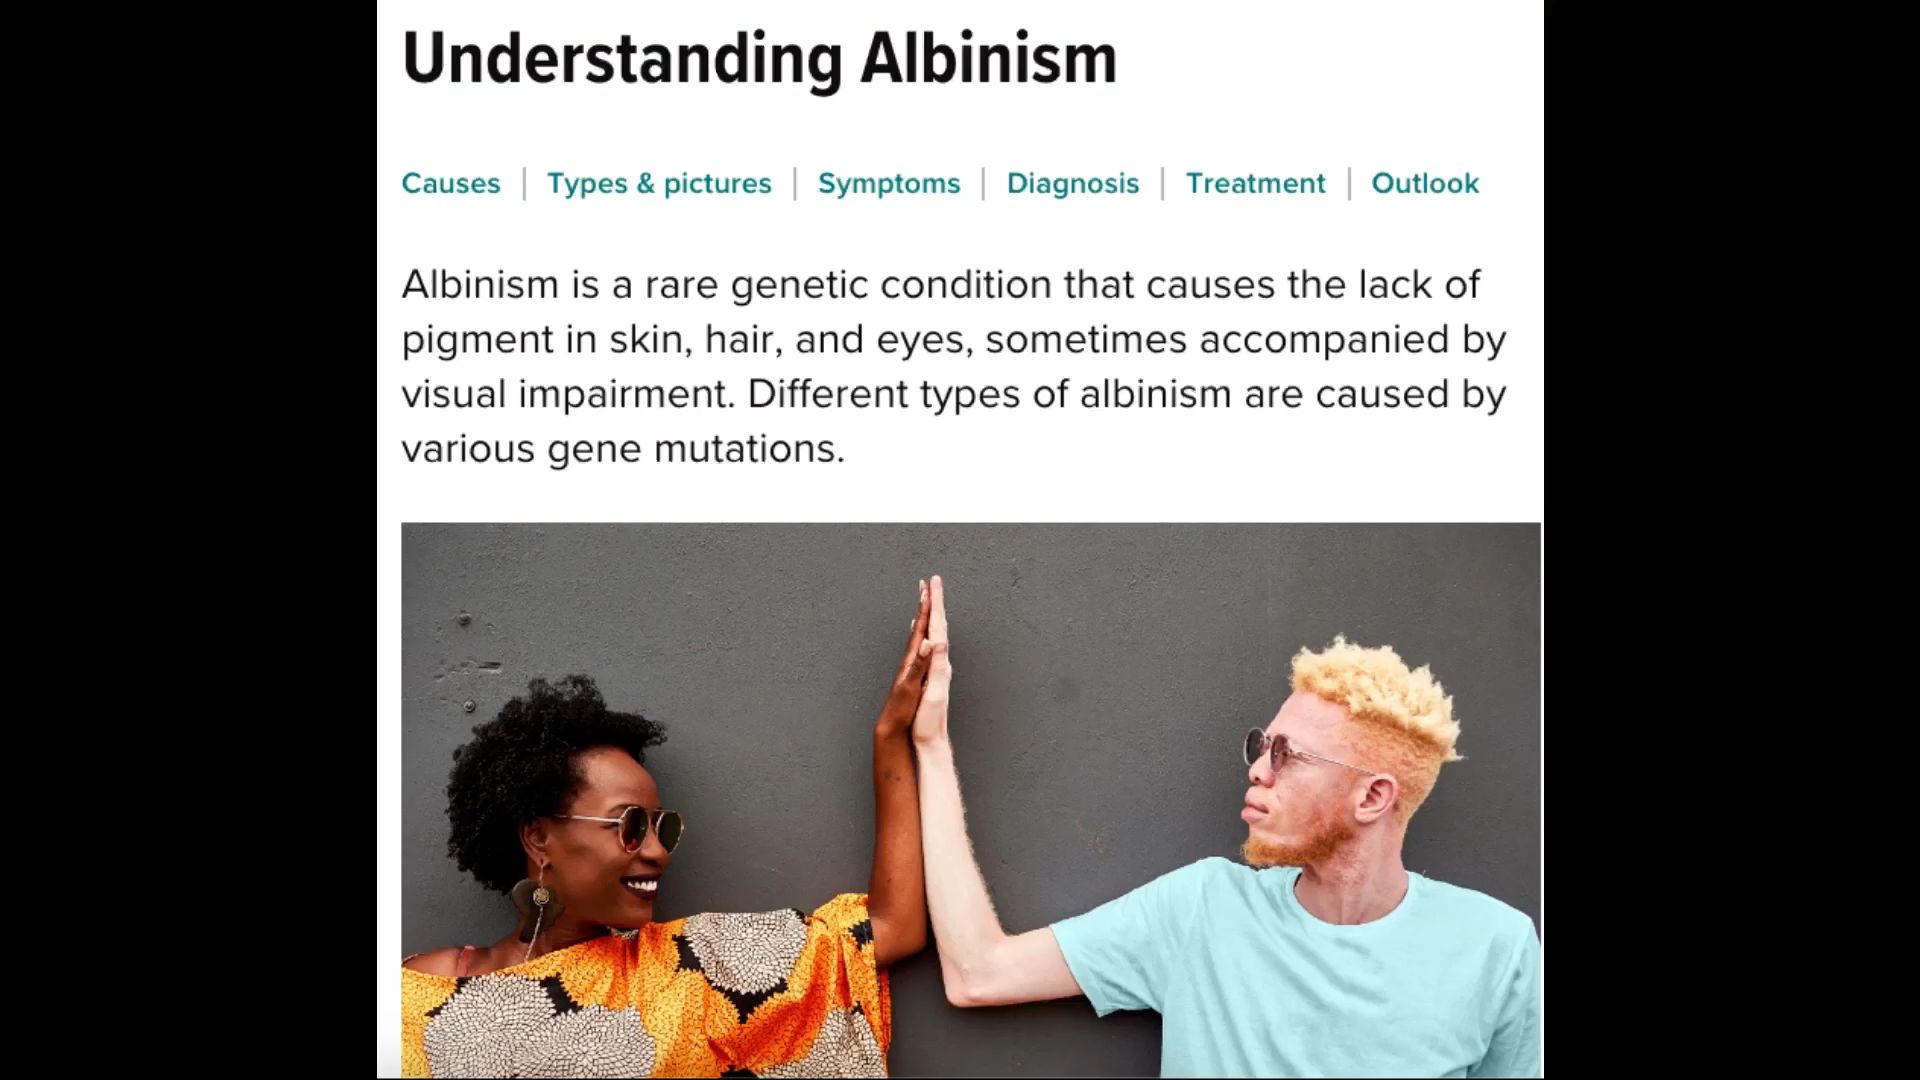 Understanding Albinism
Causes | Types & pictures | Symptoms | Diagnosis | Treatment | Outlook
Albinism is a rare genetic condition that causes the lack of
pigment in skin, hair, and eyes, sometimes accompanied by
visual impairment. Different types of albinism are caused by
various gene mutations.